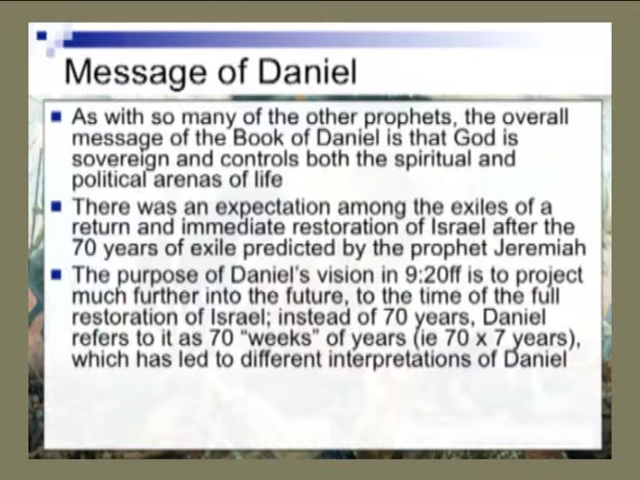 Message of Daniel
As with so many of the other prophets, the overall
message of the Book of Daniel is that God is
sovereign and controls both the spiritual and
political arenas of life
There was an expectation among the exiles of a
return and immediate restoration of Israel after the
70 years of exile predicted by the prophet Jeremiah
The purpose of Daniel's vision in 9:20ff is to project
much further into the future, to the time of the full
restoration of Israel; instead of 70 years, Daniel
refers to it as 70 "weeks" of years (ie 70 x 7 years),
which has led to different interpretations of Daniel